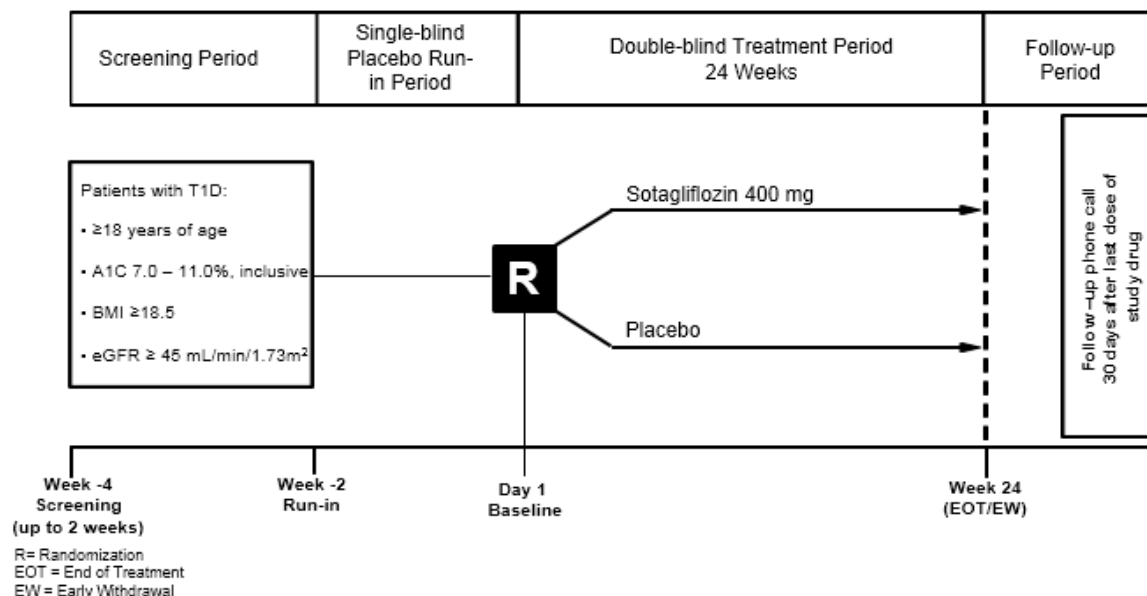 Screening Period
Single-blind
Placebo Run-
in Period
Double-blind Treatment Period
24 Weeks
Follow-up
Period
Patients with T1D:
• ≥18 years of age
• A1C 7.0 – 11.0%, inclusive
• BMI ≥18.5
• eGFR ≥ 45 mL/min/1.73m²
R
Sotagliflozin 400 mg
Placebo
Follow-up phone call
30 days after last dose of
study drug
Week -4
Screening
(up to 2 weeks)
Week -2
Run-in
Day 1
Baseline
Week 24
(EOT/EW)
R= Randomization
EOT = End of Treatment
EW = Early Withdrawal